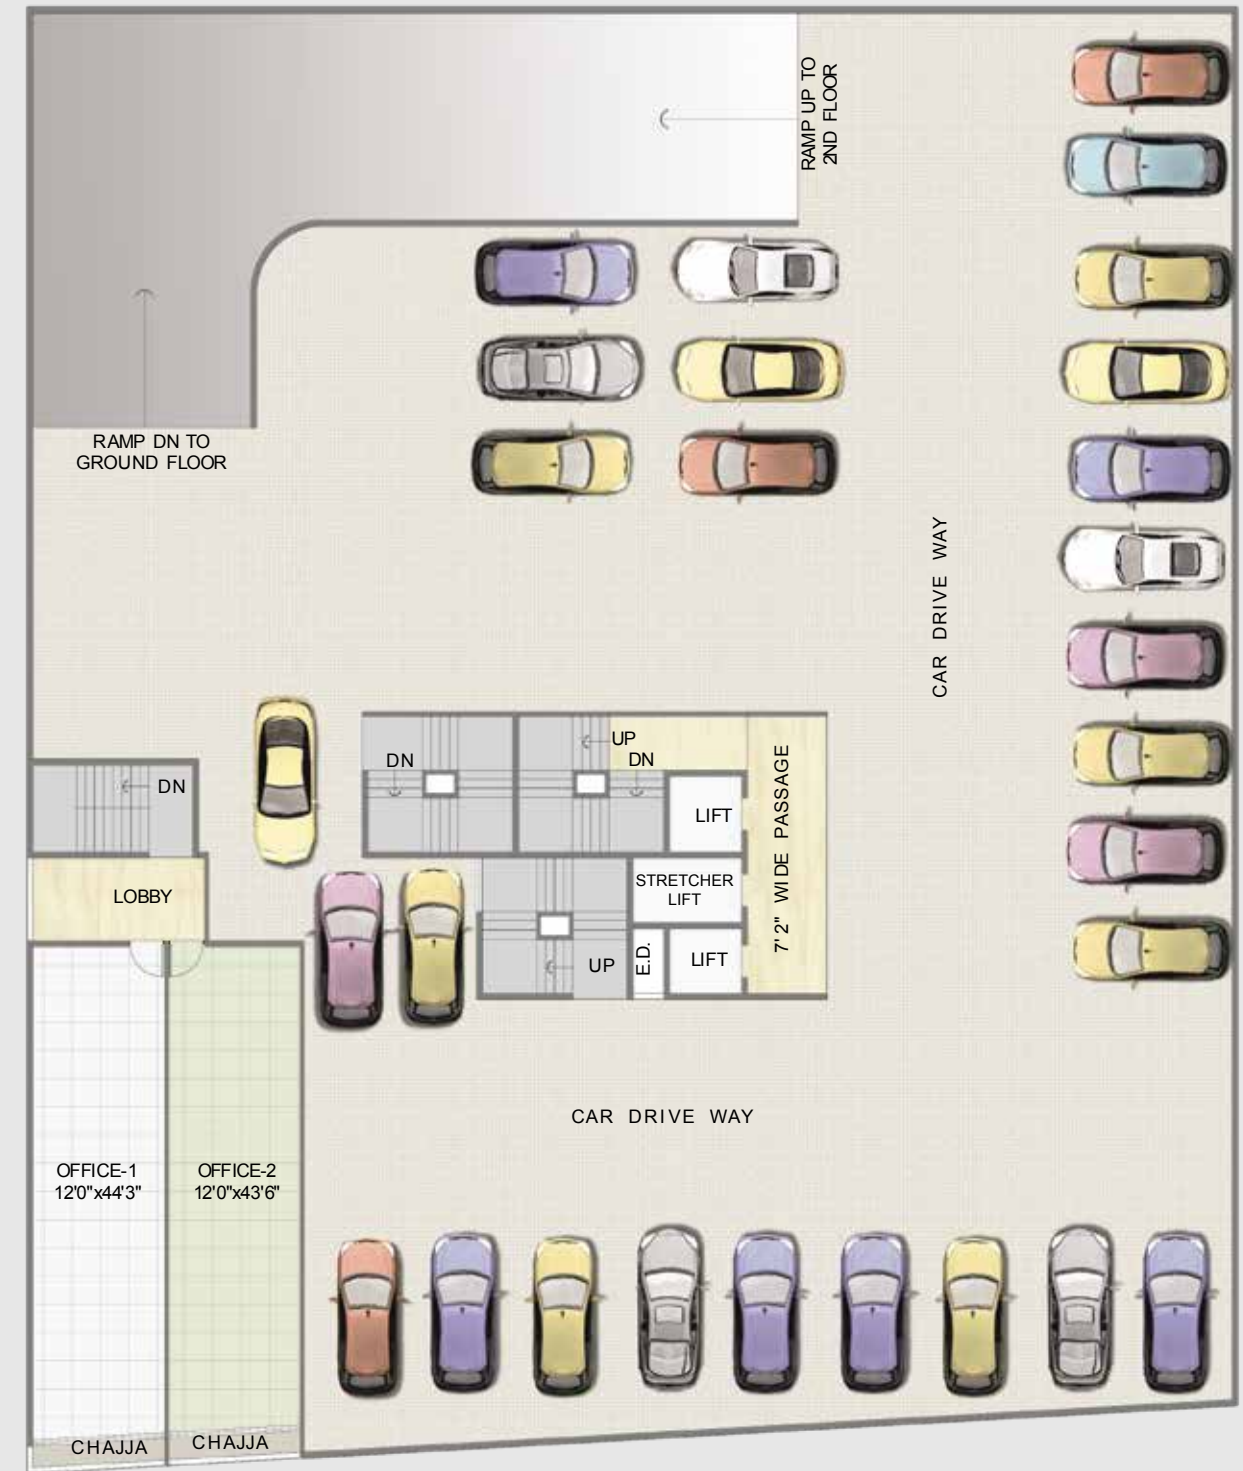 RAMP UP TO
2ND FLOOR
RAMP DN TO
GROUND FLOOR
CAR DRIVE WAY
UP
DN
DN
DN
LIFT
7'2" WIDE PASSAGE
STRETCHER
LIFT
LOBBY
E.D.
LIFT
UP
CAR DRIVE WAY
OFFICE-1
12'0"x44'3"
OFFICE-2
12'0"x43'6"
CHAJJA
CHAJJA